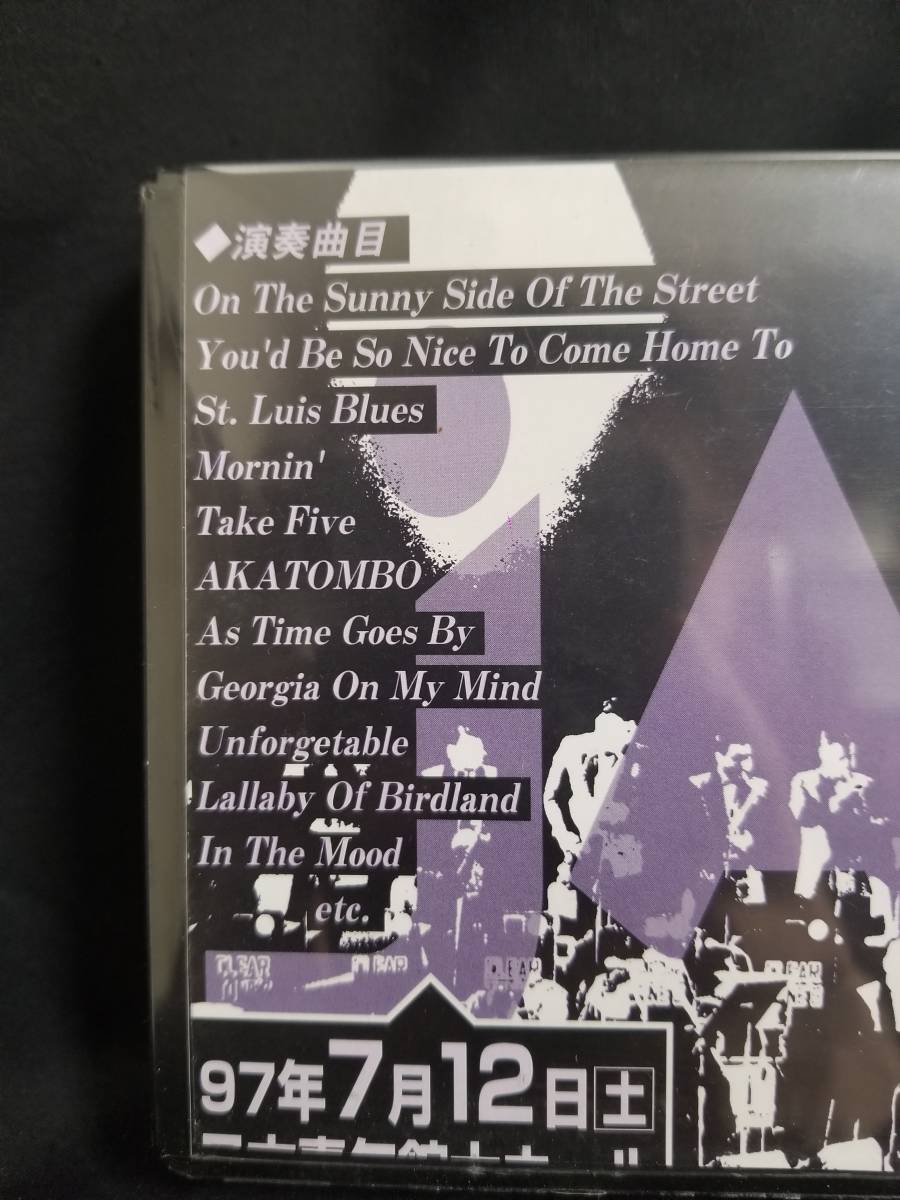 ◆演奏曲目
On The Sunny Side Of The Street
You'd Be So Nice To Come Home To
St. Luis Blues
Mornin'
Take Five
AKATOMBO
As Time Goes By
Georgia On My Mind
Unforgetable
Lallaby Of Birdland
In The Mood
etc.
CLEAR
97年7月12日土